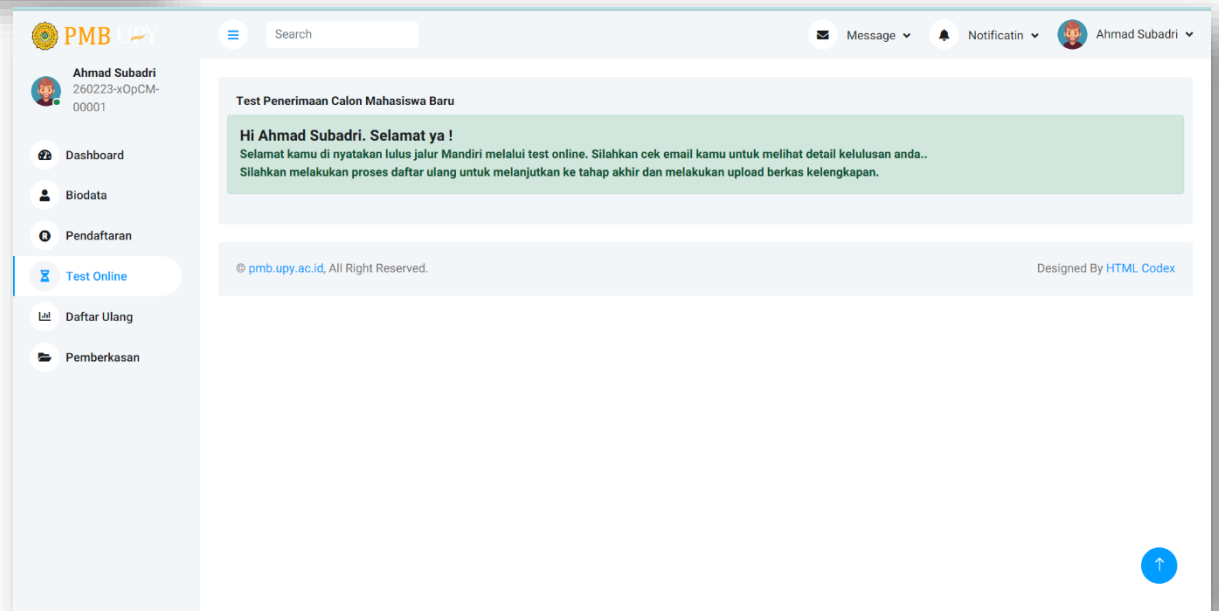 PMB UPY
Search
Message
Notificatin
Ahmad Subadri
Ahmad Subadri
260223-xOpCM-
00001
Dashboard
Biodata
Pendaftaran
Test Online
Daftar Ulang
Pemberkasan
Test Penerimaan Calon Mahasiswa Baru
Hi Ahmad Subadri. Selamat ya !
Selamat kamu di nyatakan lulus jalur Mandiri melalui test online. Silahkan cek email kamu untuk melihat detail kelulusan anda..
Silahkan melakukan proses daftar ulang untuk melanjutkan ke tahap akhir dan melakukan upload berkas kelengkapan.
© pmb.upy.ac.id, All Right Reserved.
Designed By HTML Codex